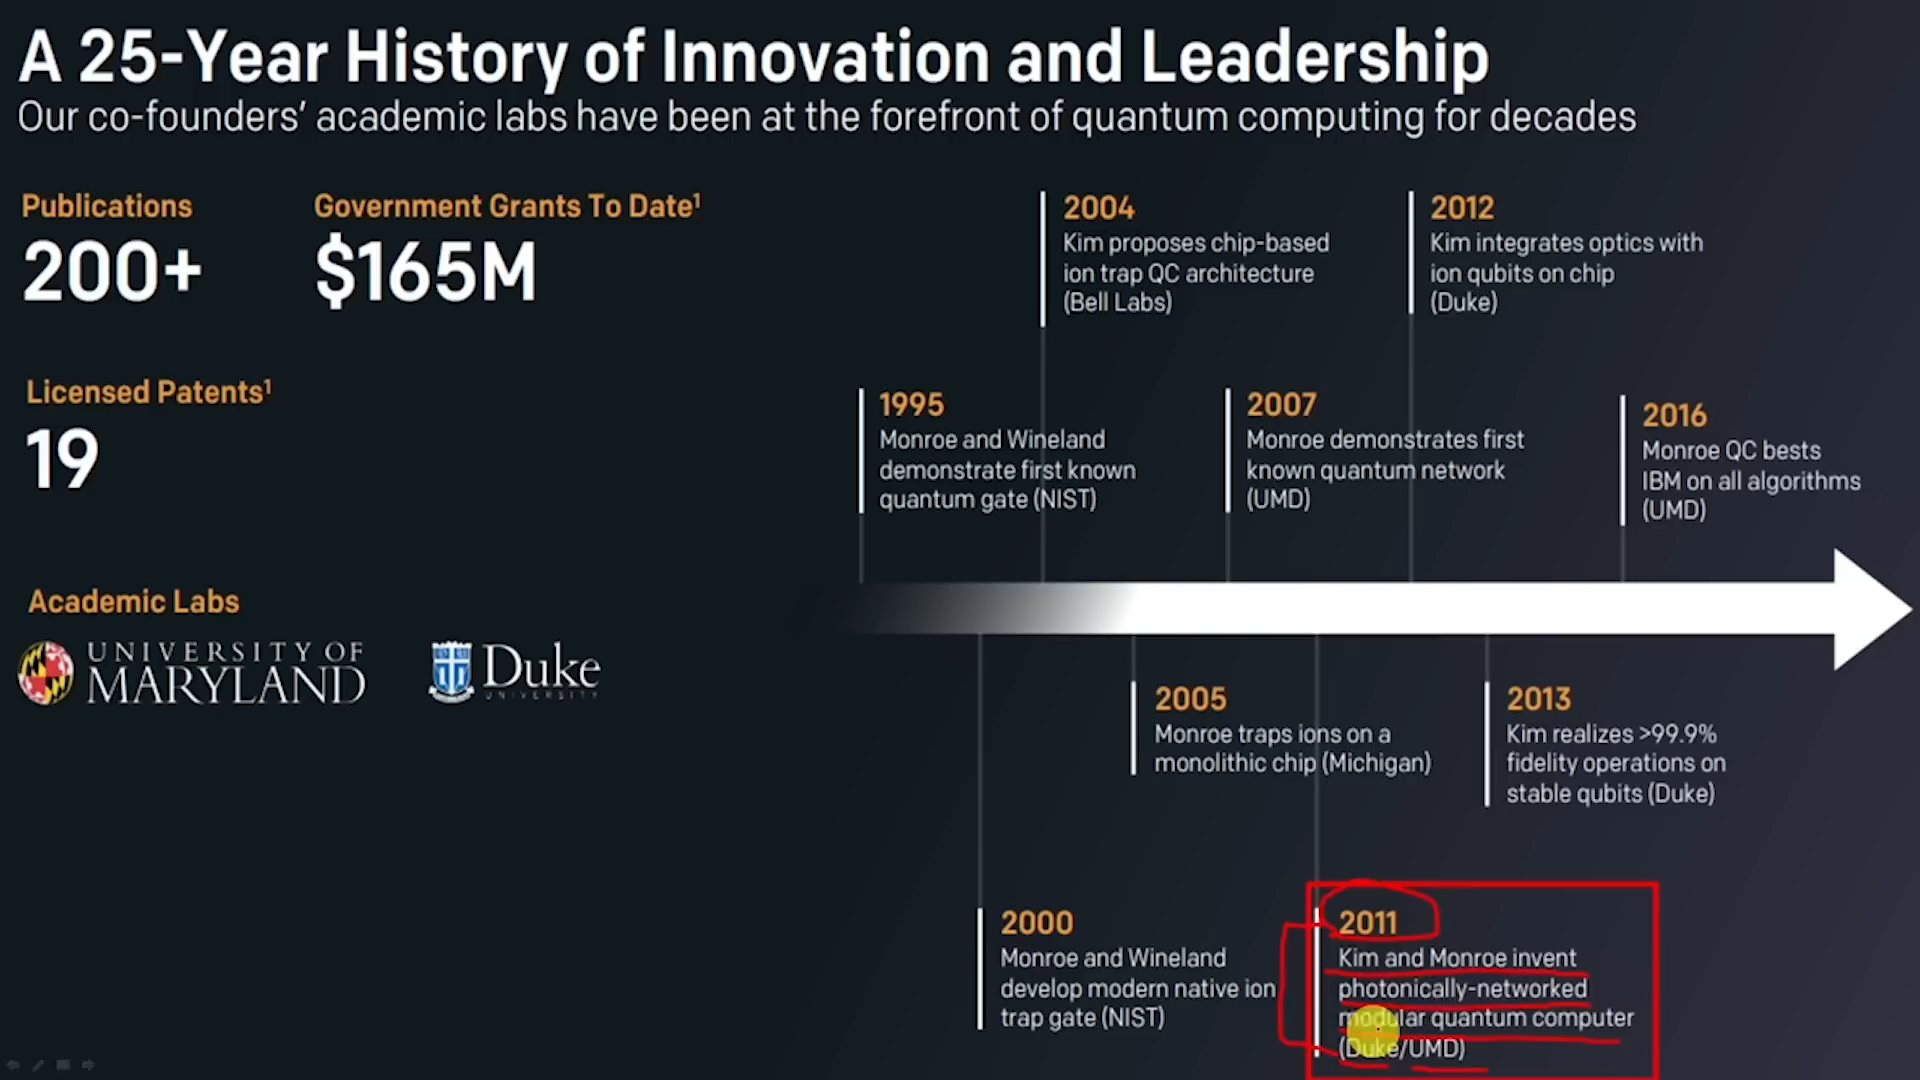 A 25-Year History of Innovation and Leadership
Our co-founders' academic labs have been at the forefront of quantum computing for decades
Publications
200+
Government Grants To Date¹
$165M
Licensed Patents¹
19
Academic Labs
UNIVERSITY OF
MARYLAND
Duke
UNIVERSITY
2004
Kim proposes chip-based
ion trap QC architecture
(Bell Labs)
2012
Kim integrates optics with
ion qubits on chip
(Duke)
1995
Monroe and Wineland
demonstrate first known
quantum gate (NIST)
2007
Monroe demonstrates first
known quantum network
(UMD)
2016
Monroe QC bests
IBM on all algorithms
(UMD)
2005
Monroe traps ions on a
monolithic chip (Michigan)
2013
Kim realizes >99.9%
fidelity operations on
stable qubits (Duke)
2000
Monroe and Wineland
develop modern native ion
trap gate (NIST)
2011
Kim and Monroe invent
photonically-networked
modular quantum computer
(Duke/UMD)